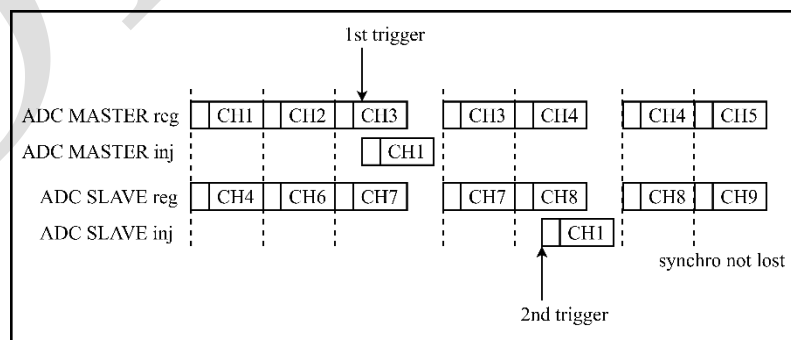 1st trigger
ADC MASTER reg CH1 CH2 CH3 CH3 CH4 CH4 CH5
ADC MASTER inj CH1
ADC SLAVE reg CH4 CH6 CH7 CH7 CH8 CH8 CH9
ADC SLAVE inj CH1
synchro not lost
2nd trigger